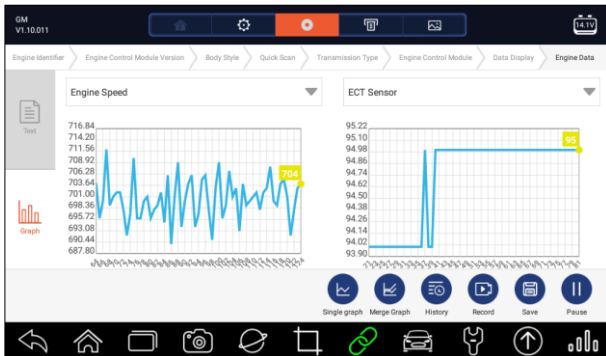 GM
V1.10.011
14.1V
Engine Identifier
Engine Control Module Version
Body Style
Quick Scan
Transmission Type
Engine Control Module
Data Display
Engine Data
Text
Graph
Engine Speed
716.84
714.20
711.56
708.92
706.28
703.64
701.00
698.36
695.72
693.08
690.44
687.80
704
ECT Sensor
95.22
95.10
94.98
94.86
94.74
94.62
94.50
94.38
94.26
94.14
94.02
93.90
95
Single graph
Merge Graph
History
Record
Save
Pause